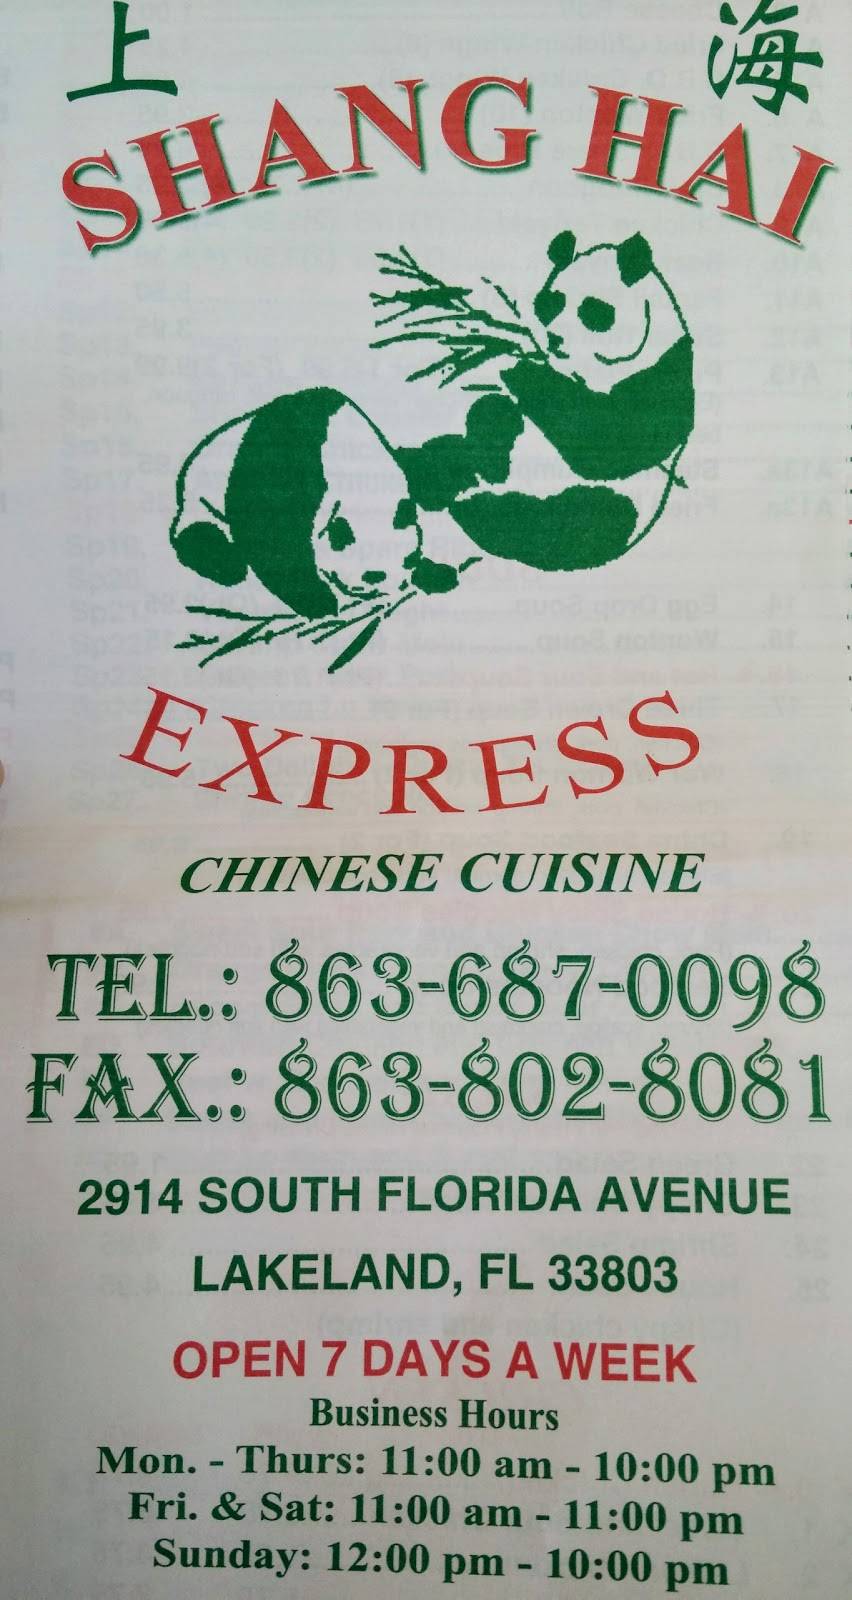 上 海
SHANG HAI
EXPRESS
CHINESE CUISINE
TEL.: 863-687-0098
FAX.: 863-802-8081
2914 SOUTH FLORIDA AVENUE
LAKELAND, FL 33803
OPEN 7 DAYS A WEEK
Business Hours
Mon. - Thurs: 11:00 am - 10:00 pm
Fri. & Sat: 11:00 am - 11:00 pm
Sunday: 12:00 pm - 10:00 pm